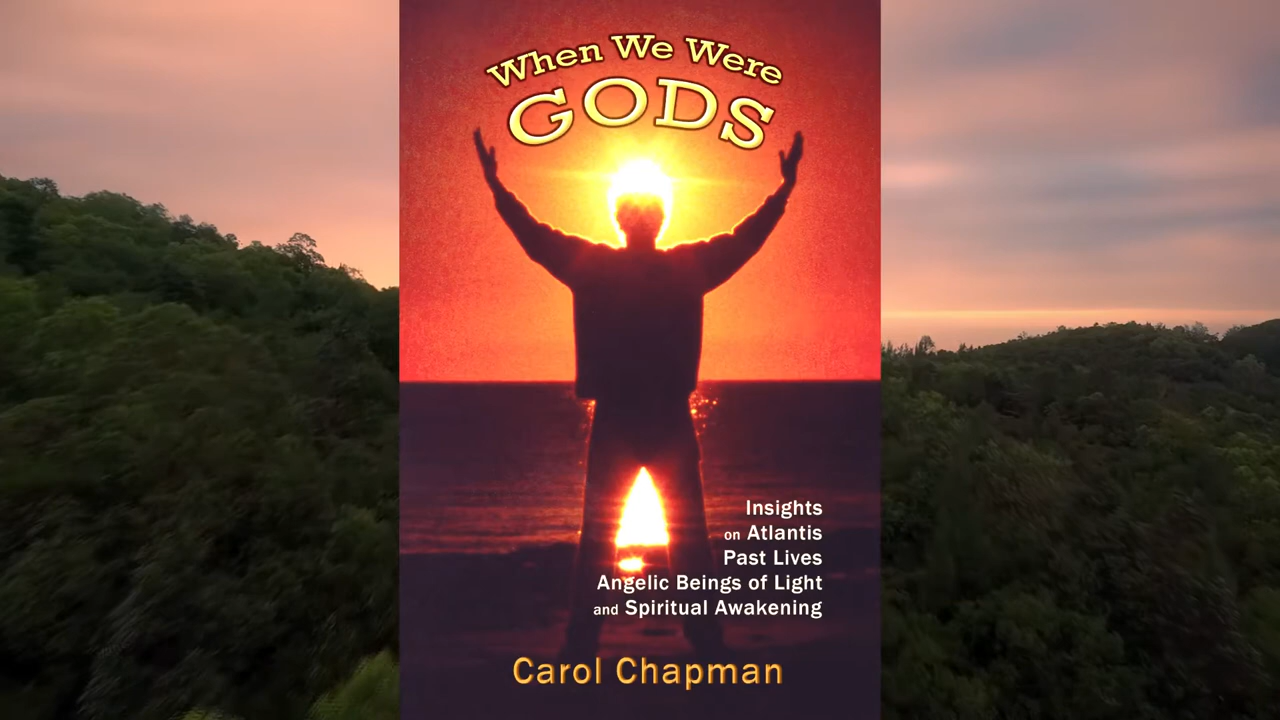 When We Were
GODS
Insights
on Atlantis
Past Lives
Angelic Beings of Light
and Spiritual Awakening
Carol Chapman